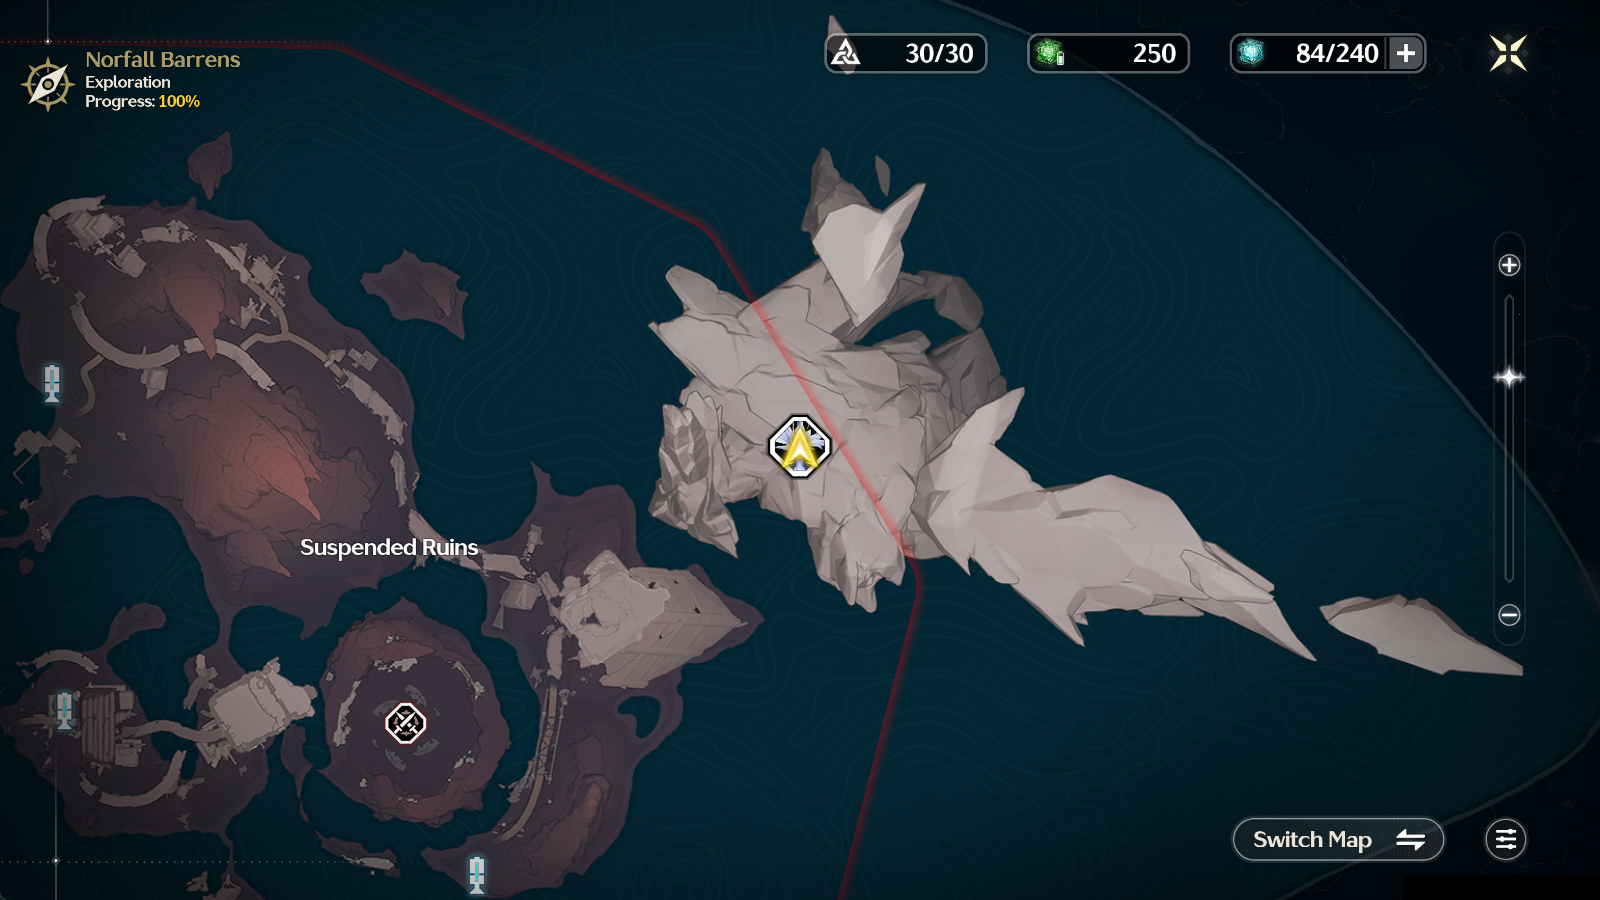 Norfall Barrens
Exploration
Progress: 100%
30/30
250
84/240
Suspended Ruins
Switch Map